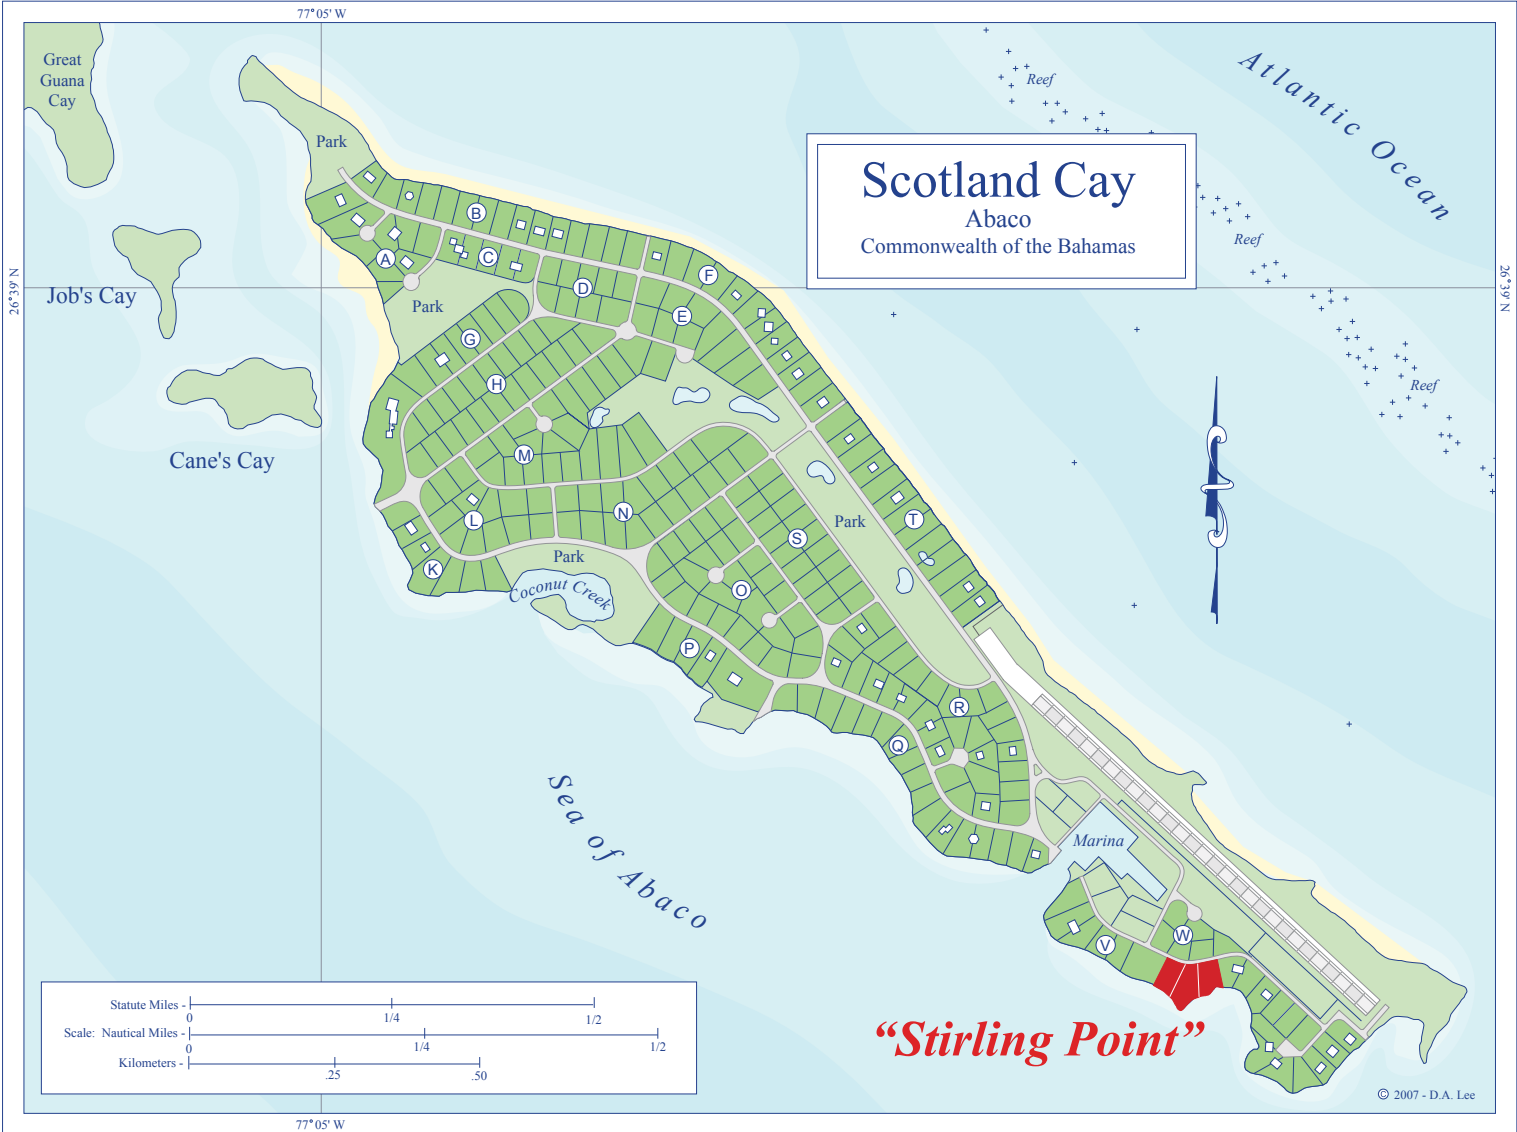 77°05' W
Great
Guana
Cay
Atlantic Ocean
Reef
Park
Scotland Cay
Abaco
Commonwealth of the Bahamas
B
Reef
C
A
F
26°39' N
26°39' N
Job's Cay
D
Park
E
G
H
Reef
M
Cane's Cay
L
N
T
Park
S
Park
K
Coconut Creek
O
P
R
Q
Sea of Abaco
Marina
W
V
Statute Miles -
0
1/4
1/2
Scale: Nautical Miles -
0
1/4
1/2
Kilometers -
.25
.50
“Stirling Point”
© 2007 - D.A. Lee
77°05' W